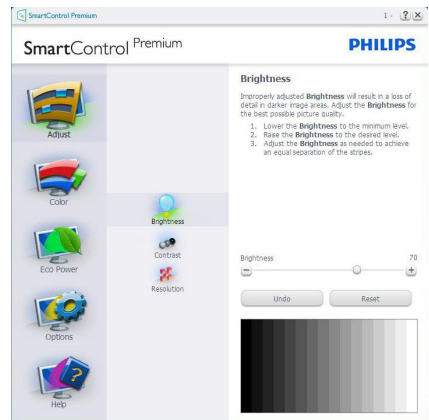 SmartControl Premium
1
?
×
SmartControl Premium
PHILIPS
Adjust
Color
Eco Power
Options
Help
Brightness
Contrast
Resolution
Brightness
Improperly adjusted Brightness will result in a loss of
detail in darker image areas. Adjust the Brightness for
the best possible picture quality.
1. Lower the Brightness to the minimum level.
2. Raise the Brightness to the desired level.
3. Adjust the Brightness as needed to achieve
an equal separation of the stripes.
Brightness 70
Undo
Reset